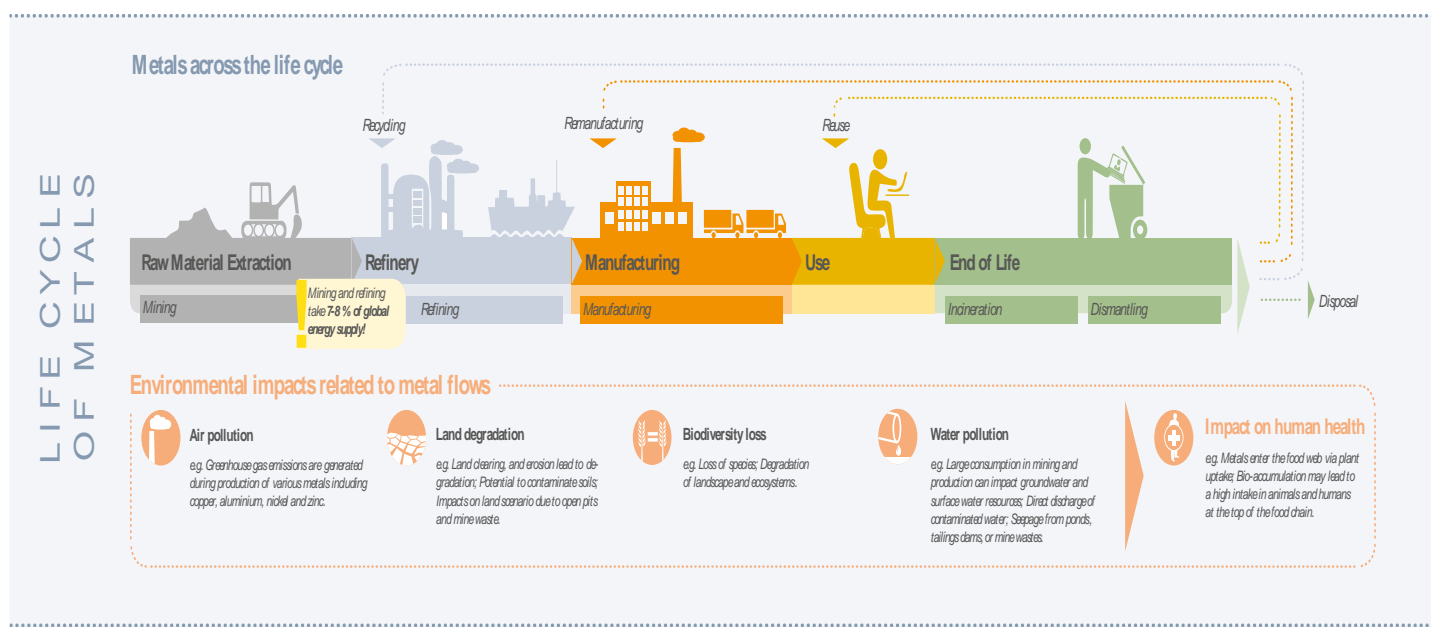 LIFE CYCLE
OF METALS
Metals across the life cycle
Recycling
Remanufacturing
Reuse
Raw Material Extraction
Refinery
Manufacturing
Use
End of Life
Mining
Mining and refining
take 7-8 % of global
energy supply!
Refining
Manufacturing
Incineration
Dismantling
Disposal
Environmental impacts related to metal flows
Air pollution
e.g. Greenhouse gas emissions are generated
during production of various metals including
copper, aluminium, nickel and zinc.
Land degradation
e.g. Land clearing, and erosion lead to de-
gradation; Potential to contaminate soils;
Impacts on land scenario due to open pits
and mine waste.
Biodiversity loss
e.g. Loss of species; Degradation
of landscape and ecosystems.
Water pollution
e.g. Large consumption in mining and
production can impact groundwater and
surface water resources; Direct discharge of
contaminated water; Seepage from ponds,
tailings dams, or mine wastes.
Impact on human health
e.g. Metals enter the food web via plant
uptake; Bio-accumulation may lead to
a high intake in animals and humans
at the top of the food chain.